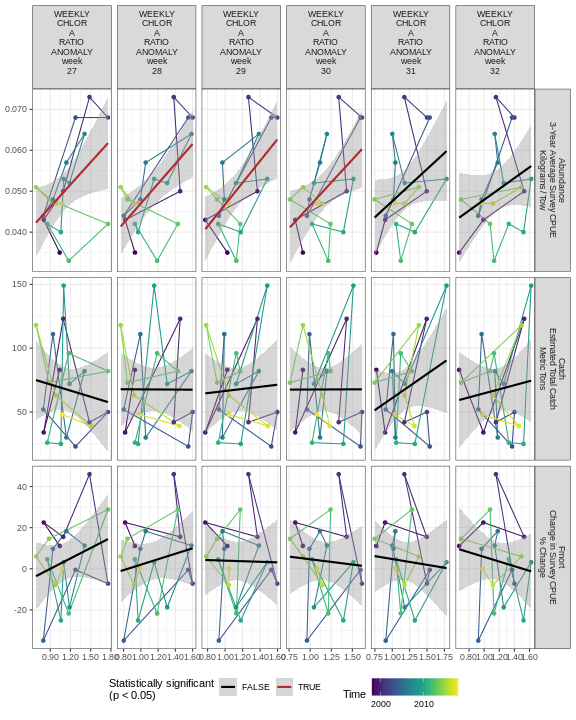 WEEKLY CHLOR A RATIO ANOMALY week 27
WEEKLY CHLOR A RATIO ANOMALY week 28
WEEKLY CHLOR A RATIO ANOMALY week 29
WEEKLY CHLOR A RATIO ANOMALY week 30
WEEKLY CHLOR A RATIO ANOMALY week 31
WEEKLY CHLOR A RATIO ANOMALY week 32
0.070
0.060
0.050
0.040
Abundance
3-Year Average Survey CPUE
Kilograms / Tow
150
100
50
Catch
Estimated Total Catch
Metric Tons
40
20
0
-20
Fmort
Change in Survey CPUE
% Change
0.90 1.20 1.50 1.80
0.80 1.00 1.20 1.40 1.60
0.80 1.00 1.20 1.40 1.60
0.75 1.00 1.25 1.50
0.75 1.00 1.25 1.50 1.75
0.80 1.00 1.20 1.40 1.60
Statistically significant
(p < 0.05)
FALSE TRUE
Time
2000 2010